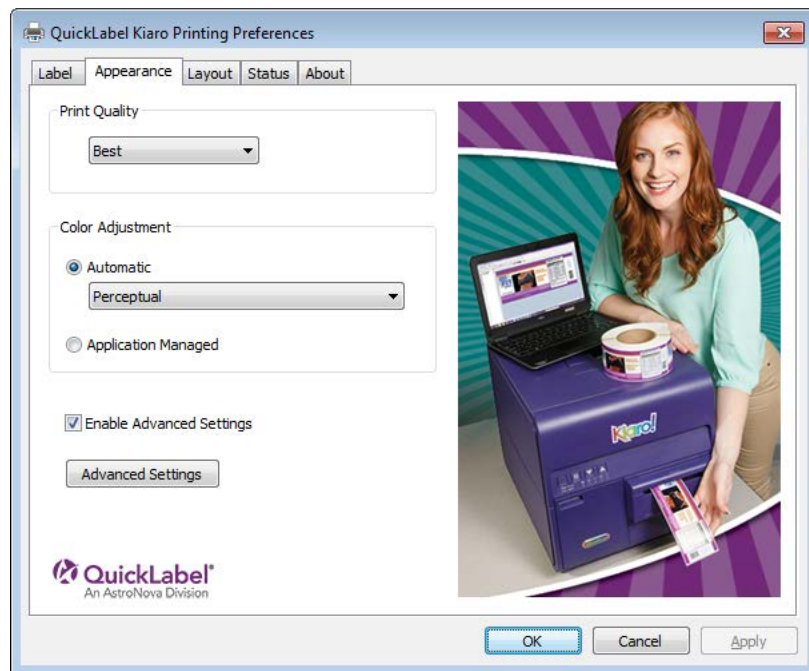 QuickLabel Kiaro Printing Preferences
Label Appearance Layout Status About
Print Quality
Best
Color Adjustment
Automatic
Perceptual
Application Managed
Enable Advanced Settings
Advanced Settings
QuickLabel®
An AstroNova Division
Kiaro!
OK Cancel Apply